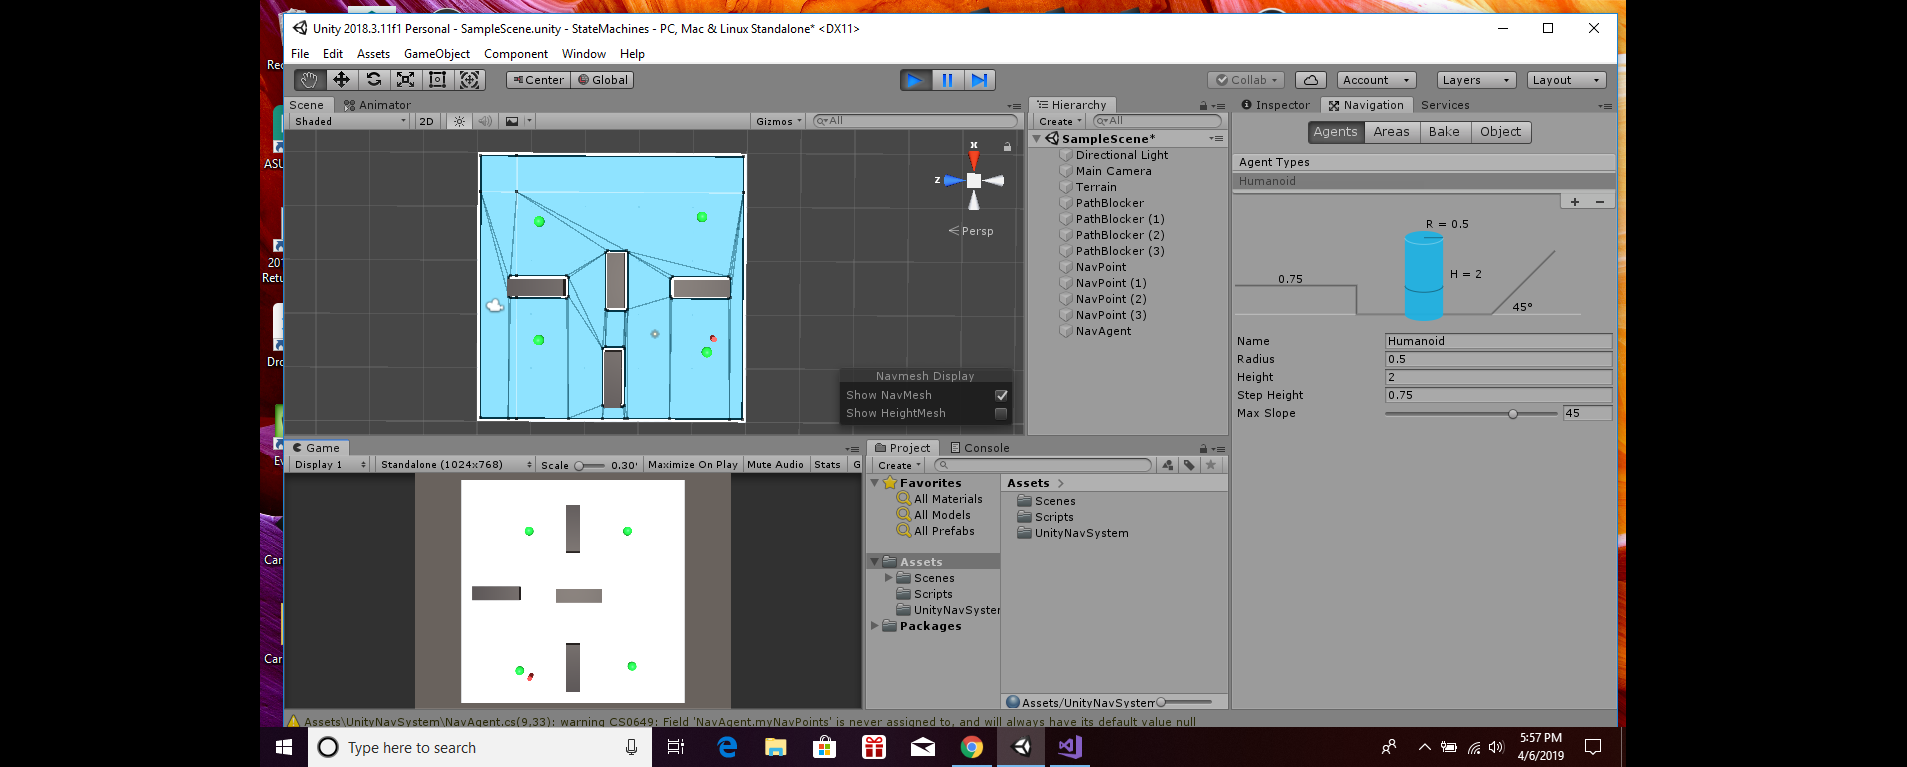 Unity 2018.3.11f1 Personal - SampleScene.unity - StateMachines - PC, Mac & Linux Standalone* <DX11>
File Edit Assets GameObject Component Window Help
Center Global Collab Account Layers Layout
Scene Animator
Shaded 2D Gizmos All
x
z
Persp
Navmesh Display
Show NavMesh
Show HeightMesh
Hierarchy
Create All
SampleScene*
Directional Light
Main Camera
Terrain
PathBlocker
PathBlocker (1)
PathBlocker (2)
PathBlocker (3)
NavPoint
NavPoint (1)
NavPoint (2)
NavPoint (3)
NavAgent
Inspector Navigation Services
Agents Areas Bake Object
Agent Types
Humanoid
R = 0.5
0.75
H = 2
45°
Name Humanoid
Radius 0.5
Height 2
Step Height 0.75
Max Slope 45
Game
Display 1 Standalone (1024x768) Scale 0.30 Maximize On Play Mute Audio Stats G
Project Console
Create
Favorites
All Materials
All Models
All Prefabs
Assets
Scenes
Scripts
UnityNavSyster
Packages
Assets
Scenes
Scripts
UnityNavSystem
Assets/UnityNavSystem
Assets\UnityNavSystem\NavAgent.cs(9,33): warning CS0649: Field 'NavAgent.myNavPoints' is never assigned to, and will always have its default value null
Rec
ASU
201
Retu
Dro
Ev
Car
Car
Type here to search
5:57 PM
4/6/2019